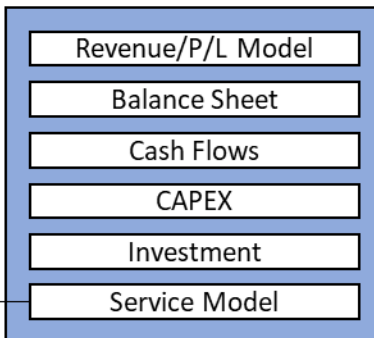 Revenue/P/L Model
Balance Sheet
Cash Flows
CAPEX
Investment
Service Model